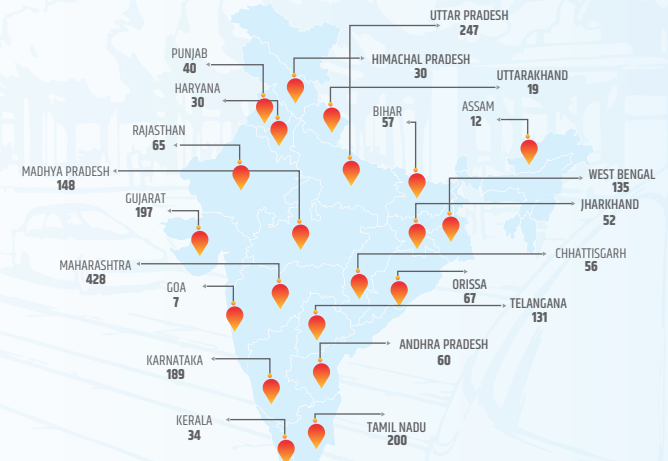 UTTAR PRADESH
247
PUNJAB
40
HIMACHAL PRADESH
30
HARYANA
30
UTTARAKHAND
19
BIHAR
57
ASSAM
12
RAJASTHAN
65
MADHYA PRADESH
148
WEST BENGAL
135
GUJARAT
197
JHARKHAND
52
CHHATTISGARH
56
MAHARASHTRA
428
GOA
7
ORISSA
67
TELANGANA
131
ANDHRA PRADESH
60
KARNATAKA
189
KERALA
34
TAMIL NADU
200